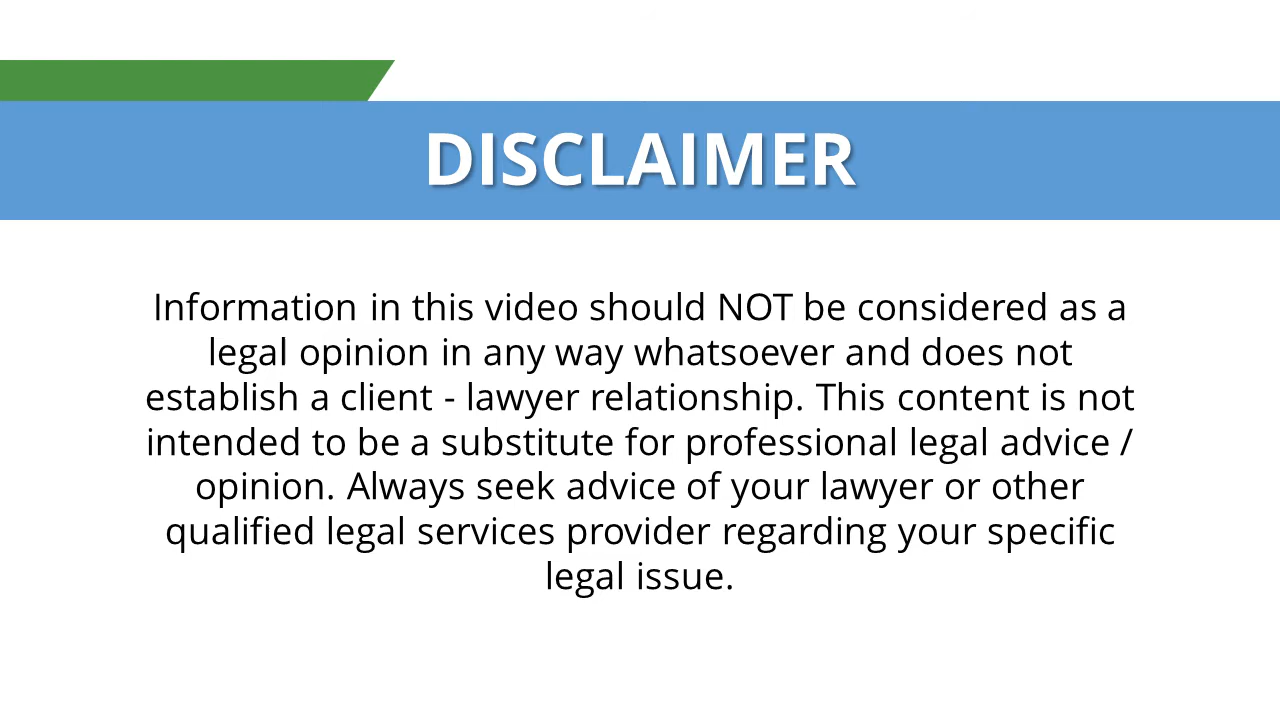 DISCLAIMER
Information in this video should NOT be considered as a
legal opinion in any way whatsoever and does not
establish a client - lawyer relationship. This content is not
intended to be a substitute for professional legal advice /
opinion. Always seek advice of your lawyer or other
qualified legal services provider regarding your specific
legal issue.